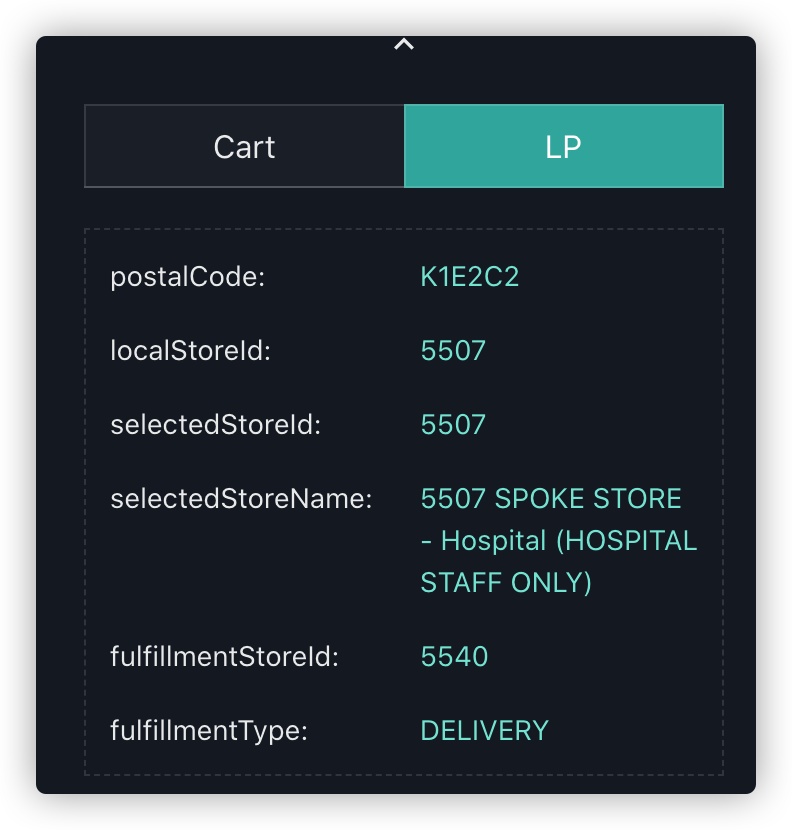 Cart
LP
postalCode: K1E2C2
localStoreId: 5507
selectedStoreId: 5507
selectedStoreName: 5507 SPOKE STORE
- Hospital (HOSPITAL
STAFF ONLY)
fulfillmentStoreId: 5540
fulfillmentType: DELIVERY